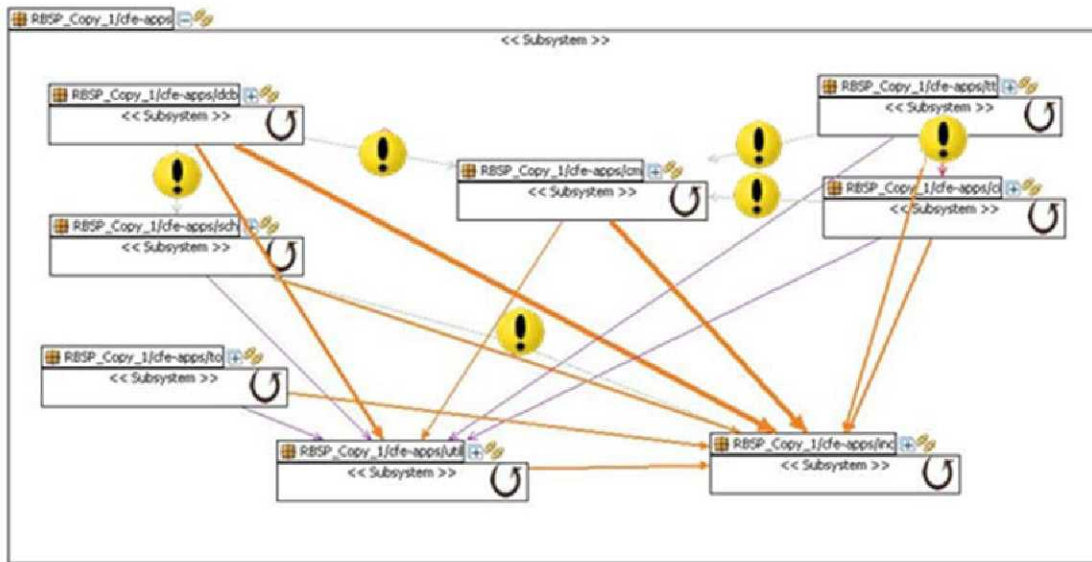 RBSP_Copy_1/cfe-apps
<< Subsystem >>
RBSP_Copy_1/cfe-apps/dcb
<< Subsystem >>
RBSP_Copy_1/cfe-apps/tt
<< Subsystem >>
RBSP_Copy_1/cfe-apps/cm
<< Subsystem >>
RBSP_Copy_1/cfe-apps/ci
<< Subsystem >>
RBSP_Copy_1/cfe-apps/sch
<< Subsystem >>
RBSP_Copy_1/cfe-apps/to
<< Subsystem >>
RBSP_Copy_1/cfe-apps/util
<< Subsystem >>
RBSP_Copy_1/cfe-apps/inc
<< Subsystem >>